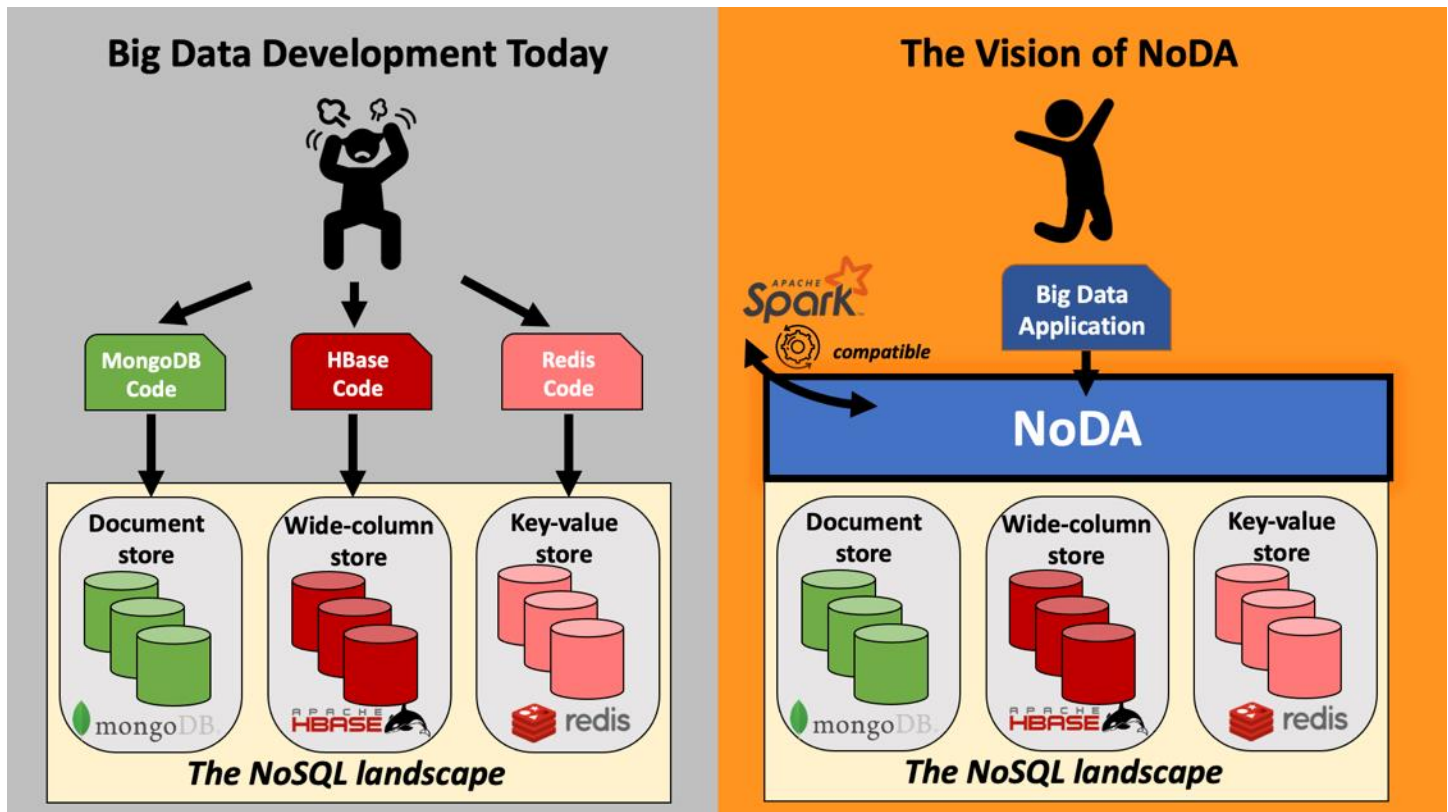 Big Data Development Today
MongoDB
Code
HBase
Code
Redis
Code
Document
store
Wide-column
store
Key-value
store
mongoDB
APACHE
HBASE
redis
The NoSQL landscape
The Vision of NoDA
APACHE
Spark™
compatible
Big Data
Application
NoDA
Document
store
Wide-column
store
Key-value
store
mongoDB
APACHE
HBASE
redis
The NoSQL landscape